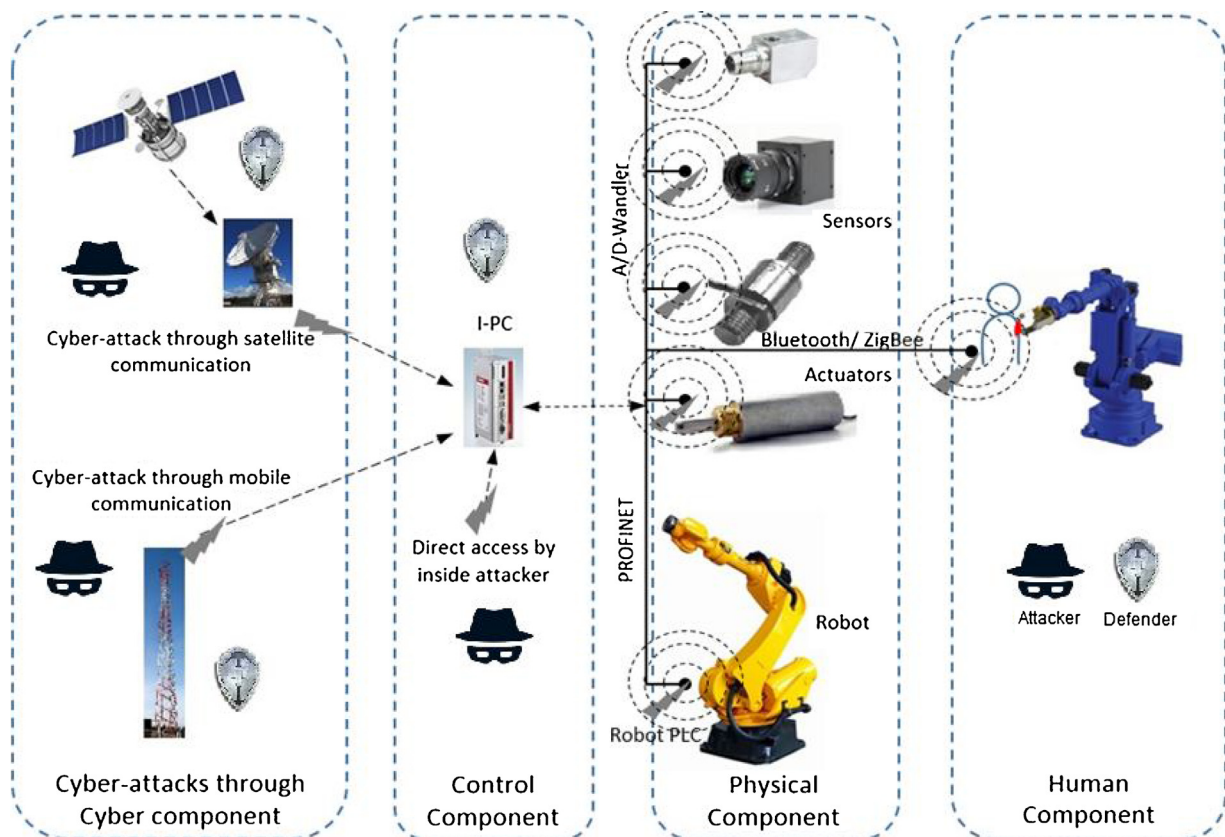 Cyber-attack through satellite
communication
Cyber-attack through mobile
communication
Cyber-attacks through
Cyber component
I-PC
Direct access by
inside attacker
Control
Component
A/D-Wandler
PROFINET
Sensors
Bluetooth/ ZigBee
Actuators
Robot
Robot PLC
Physical
Component
Attacker
Defender
Human
Component